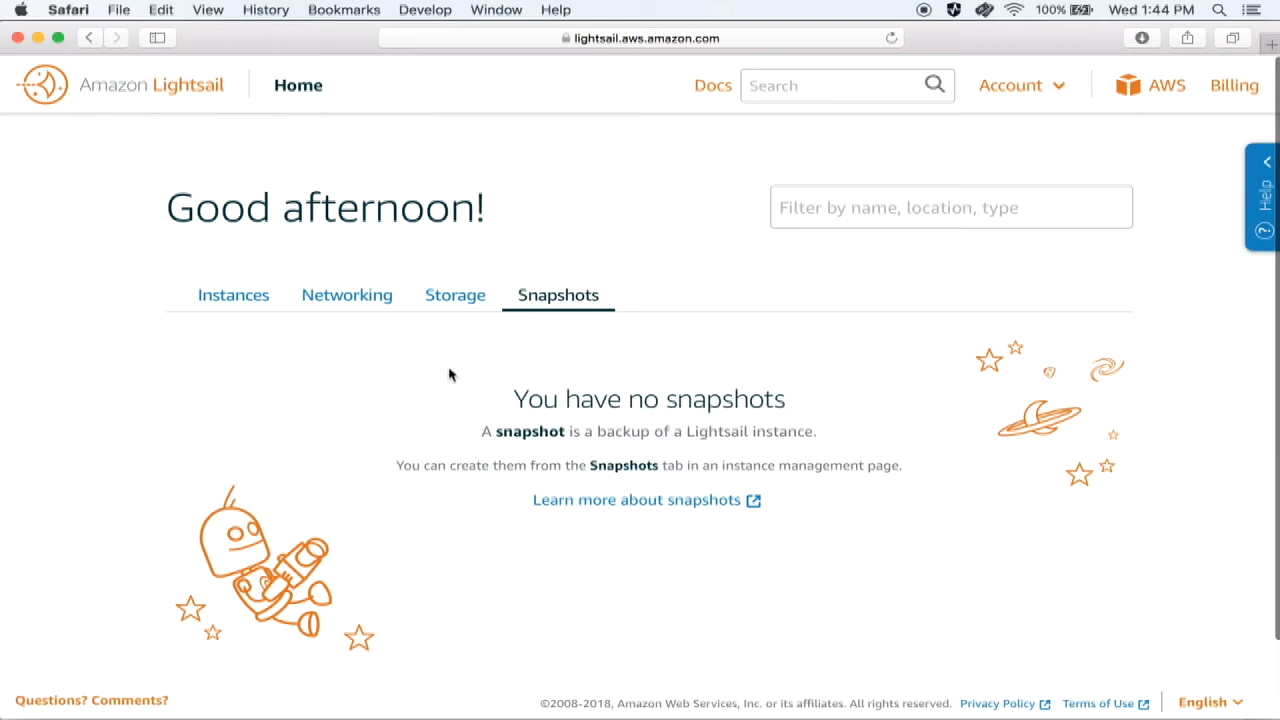 Safari File Edit View History Bookmarks Develop Window Help 100% Wed 1:44 PM
lightsail.aws.amazon.com
Amazon Lightsail Home Docs Search Account AWS Billing
Help
Good afternoon! Filter by name, location, type
Instances Networking Storage Snapshots
You have no snapshots
A snapshot is a backup of a Lightsail instance.
You can create them from the Snapshots tab in an instance management page.
Learn more about snapshots
Questions? Comments? ©2008-2018, Amazon Web Services, Inc. or its affiliates. All rights reserved. Privacy Policy Terms of Use English